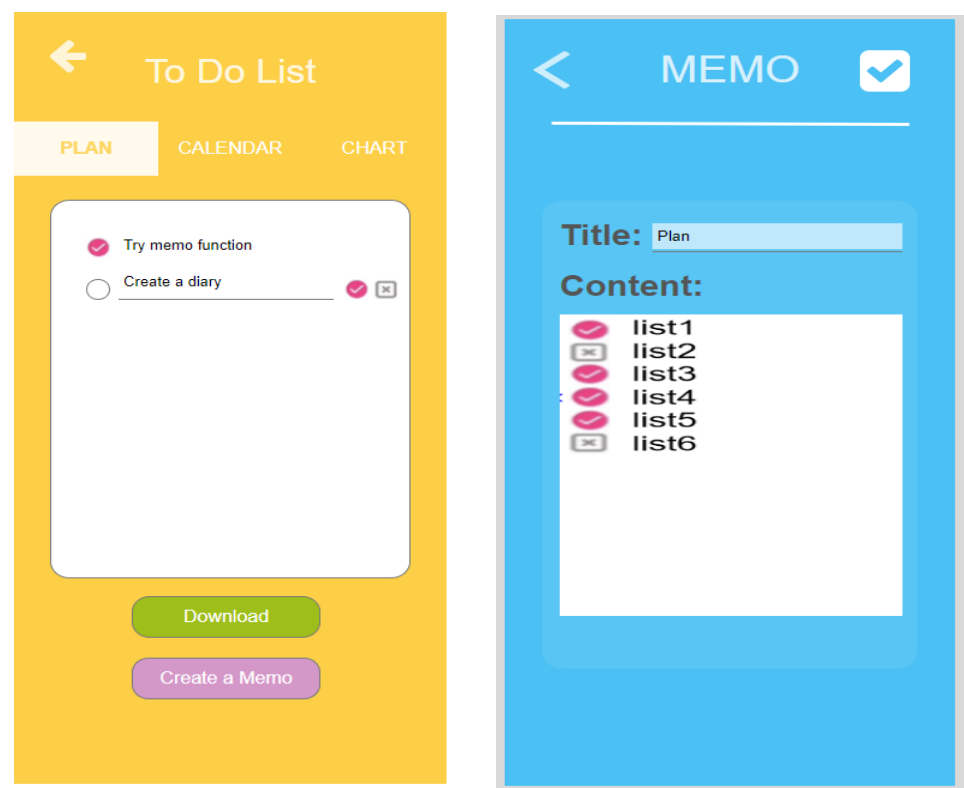 To Do List
PLAN CALENDAR CHART
Try memo function
Create a diary
Download
Create a Memo
MEMO
Title: Plan
Content:
list1
list2
list3
list4
list5
list6